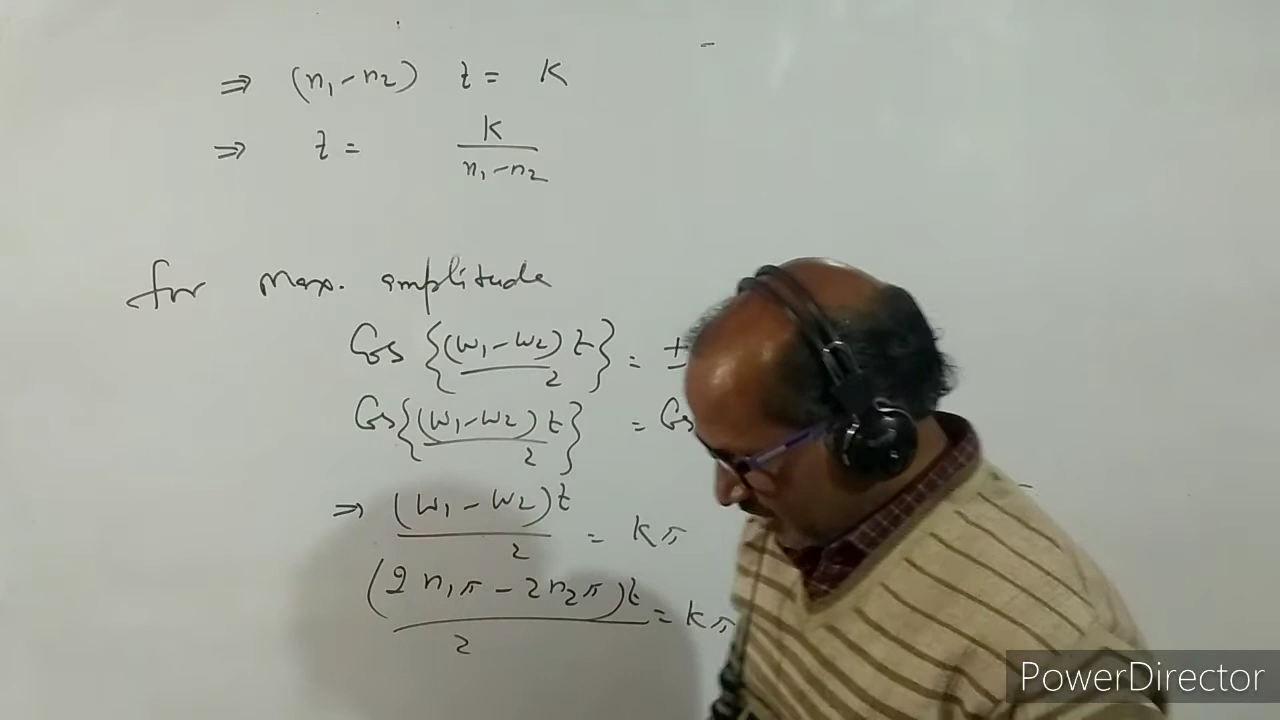 ⇒ (n₁-n₂) t = K
⇒ t = K / n₁-n₂
for max. amplitude
Cos {(ω₁-ω₂)t / 2} = ±
Cos {(ω₁-ω₂)t / 2} = Cos
⇒ (ω₁-ω₂)t / 2 = Kπ
(2n₁π - 2n₂π)t / 2 = Kπ
PowerDirector